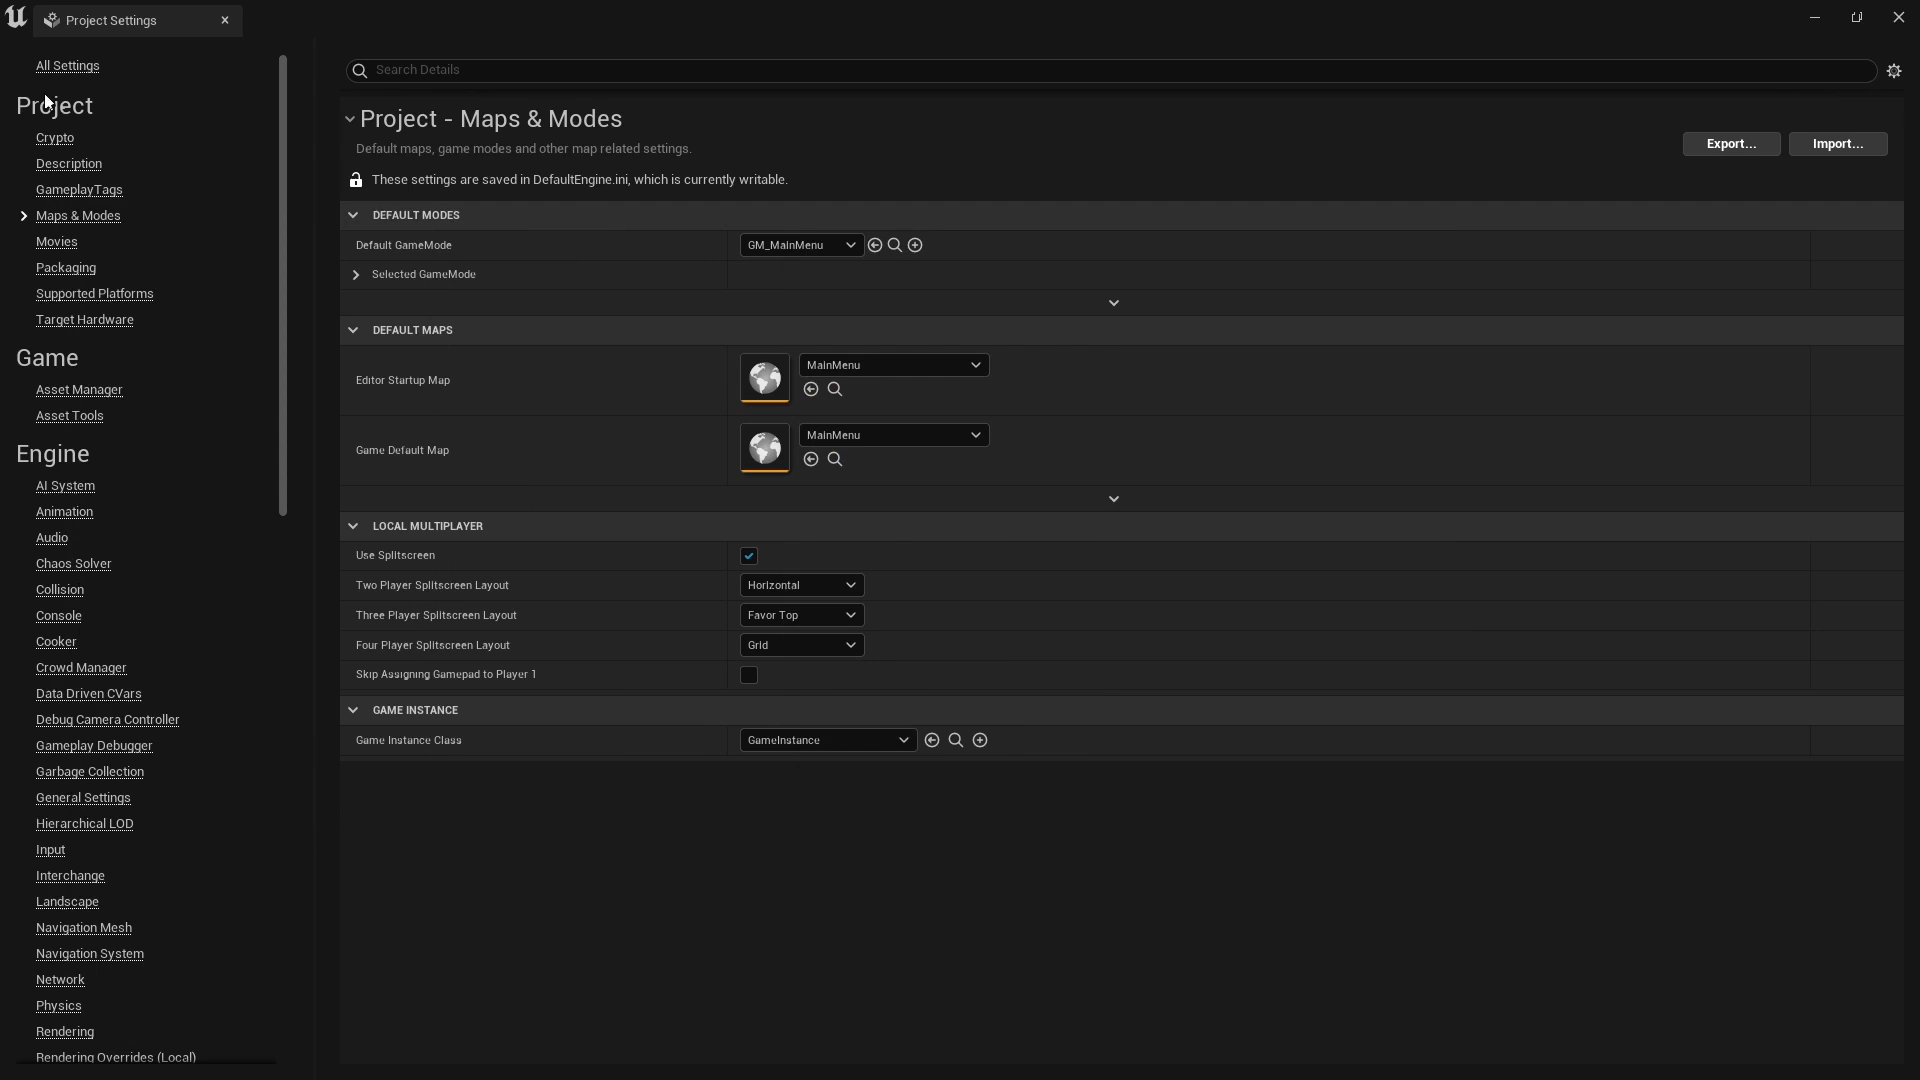 Project Settings
All Settings
Project
Crypto
Description
GameplayTags
Maps & Modes
Movies
Packaging
Supported Platforms
Target Hardware
Game
Asset Manager
Asset Tools
Engine
AI System
Animation
Audio
Chaos Solver
Collision
Console
Cooker
Crowd Manager
Data Driven CVars
Debug Camera Controller
Gameplay Debugger
Garbage Collection
General Settings
Hierarchical LOD
Input
Interchange
Landscape
Navigation Mesh
Navigation System
Network
Physics
Rendering
Rendering Overrides (Local)
Search Details
Project - Maps & Modes
Default maps, game modes and other map related settings.
Export...
Import...
These settings are saved in DefaultEngine.ini, which is currently writable.
DEFAULT MODES
Default GameMode
GM_MainMenu
Selected GameMode
DEFAULT MAPS
Editor Startup Map
MainMenu
Game Default Map
MainMenu
LOCAL MULTIPLAYER
Use Splitscreen
Two Player Splitscreen Layout
Horizontal
Three Player Splitscreen Layout
Favor Top
Four Player Splitscreen Layout
Grid
Skip Assigning Gamepad to Player 1
GAME INSTANCE
Game Instance Class
GameInstance